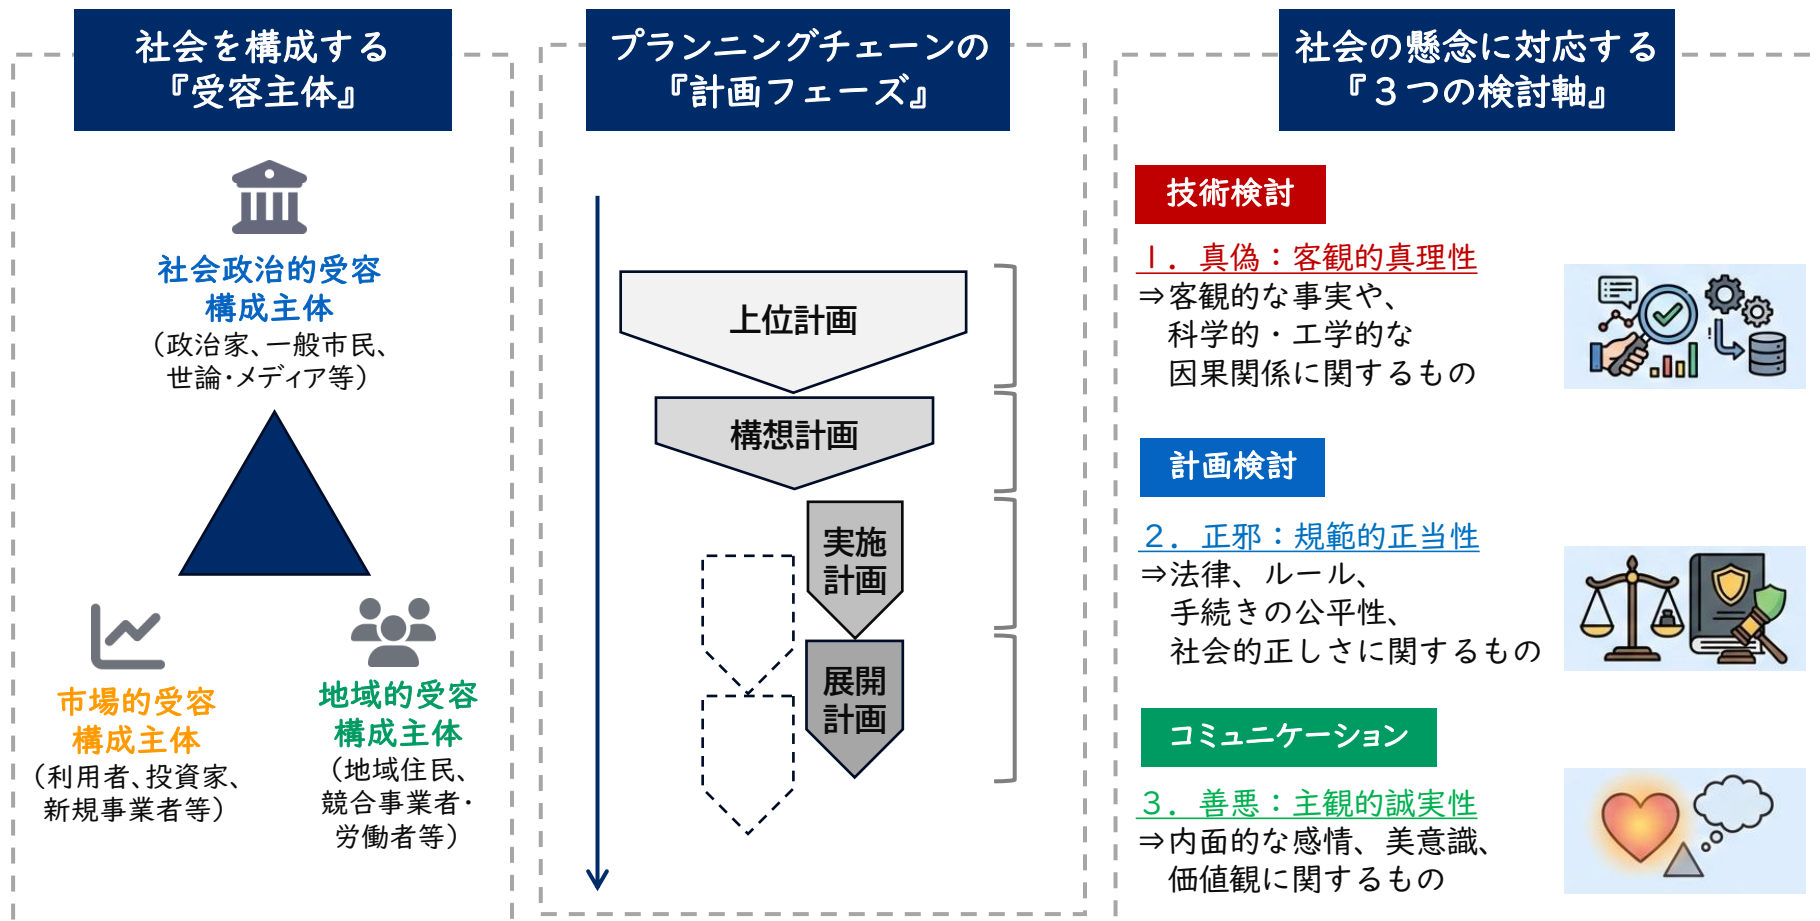 社会を構成する
『受容主体』
社会政治的受容
構成主体
（政治家、一般市民、
世論・メディア等）
市場的受容
構成主体
（利用者、投資家、
新規事業者等）
地域的受容
構成主体
（地域住民、
競合事業者・
労働者等）
プランニングチェーンの
『計画フェーズ』
上位計画
構想計画
実施
計画
展開
計画
社会の懸念に対応する
『３つの検討軸』
技術検討
１．真偽：客観的真理性
⇒客観的な事実や、
科学的・工学的な
因果関係に関するもの
計画検討
２．正邪：規範的正当性
⇒法律、ルール、
手続きの公平性、
社会的正しさに関するもの
コミュニケーション
３．善悪：主観的誠実性
⇒内面的な感情、美意識、
価値観に関するもの